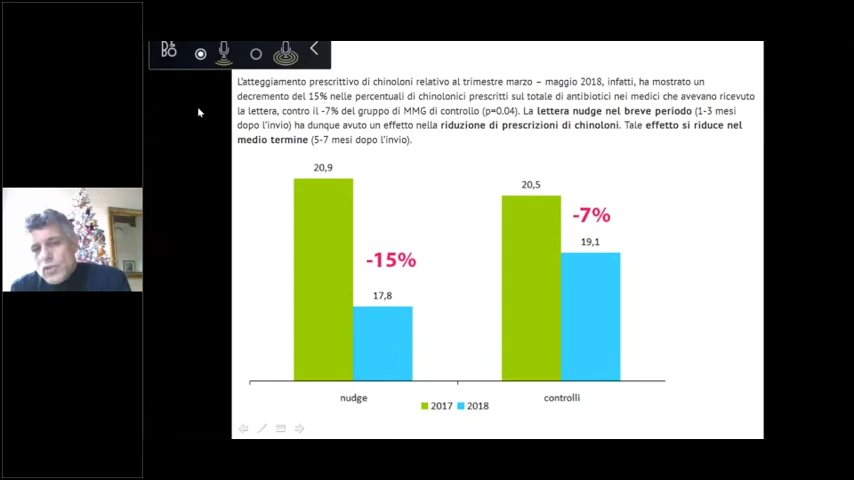 D&
BO
L'atteggiamento prescrittivo di chinoloni relativo al trimestre marzo – maggio 2018, infatti, ha mostrato un
decremento del 15% nelle percentuali di chinolonici prescritti sul totale di antibiotici nei medici che avevano ricevuto
la lettera, contro il -7% del gruppo di MMG di controllo (p=0.04). La lettera nudge nel breve periodo (1-3 mesi
dopo l'invio) ha dunque avuto un effetto nella riduzione di prescrizioni di chinoloni. Tale effetto si riduce nel
medio termine (5-7 mesi dopo l'invio).
20,9
20,5
-7%
19,1
-15%
17,8
nudge
controlli
2017 2018